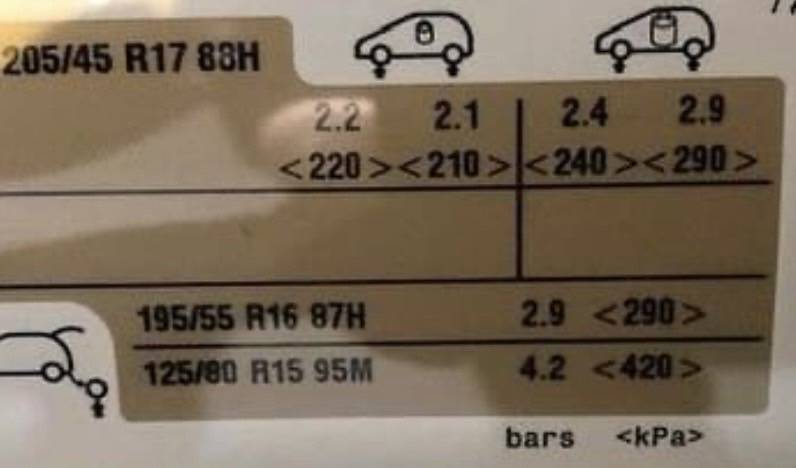 205/45 R17 88H
2.2 2.1 2.4 2.9
<220> <210> <240> <290>
195/55 R16 87H 2.9 <290>
125/80 R15 95M 4.2 <420>
bars <kPa>